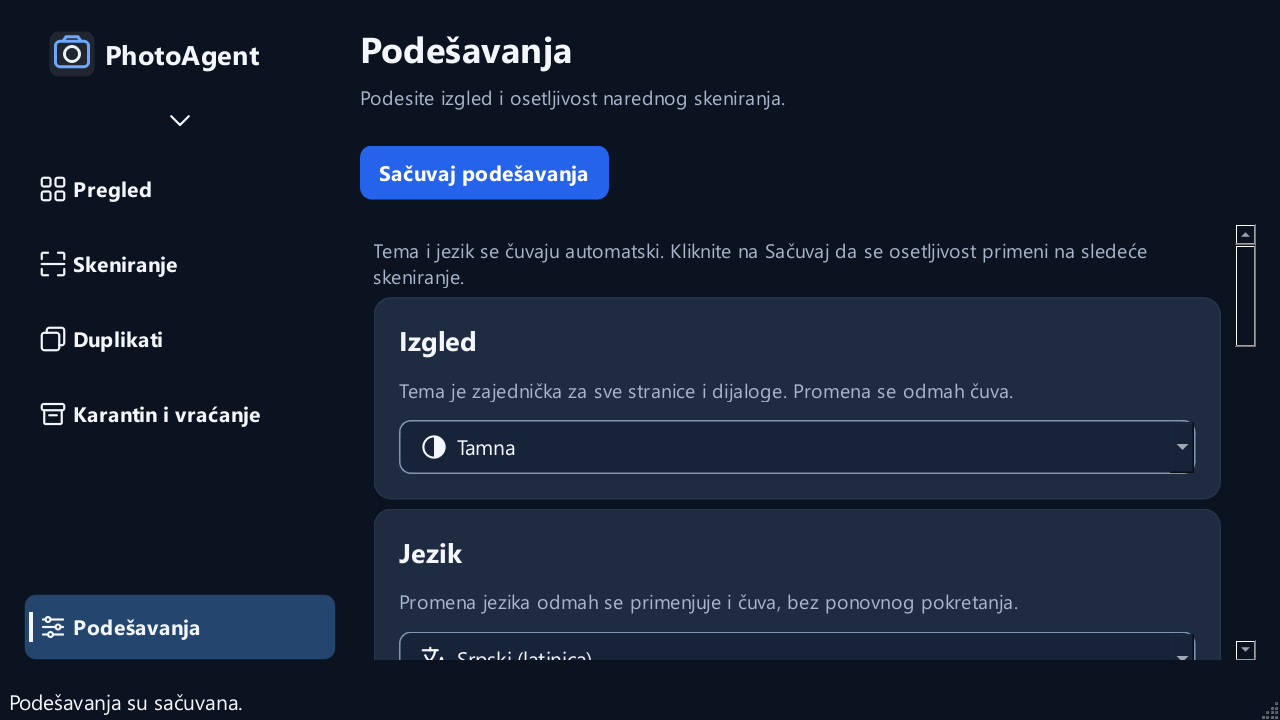 PhotoAgent
Pregled
Skeniranje
Duplikati
Karantin i vraćanje
Podešavanja
Podešavanja
Podesite izgled i osetljivost narednog skeniranja.
Sačuvaj podešavanja
Tema i jezik se čuvaju automatski. Kliknite na Sačuvaj da se osetljivost primeni na sledeće
skeniranje.
Izgled
Tema je zajednička za sve stranice i dijaloge. Promena se odmah čuva.
Tamna
Jezik
Promena jezika odmah se primenjuje i čuva, bez ponovnog pokretanja.
Srpski (latinica)
Podešavanja su sačuvana.